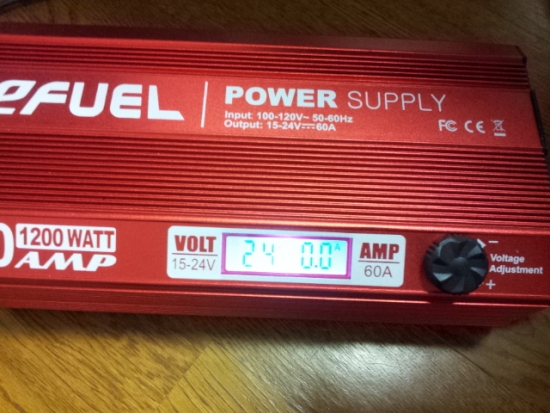 eFUEL
POWER SUPPLY
Input: 100-120V~ 50-60Hz
Output: 15-24V⎓60A
FC CE
0 1200 WATT
AMP
VOLT
15-24V
24 0.0A
AMP
60A
−
Voltage
Adjustment
+